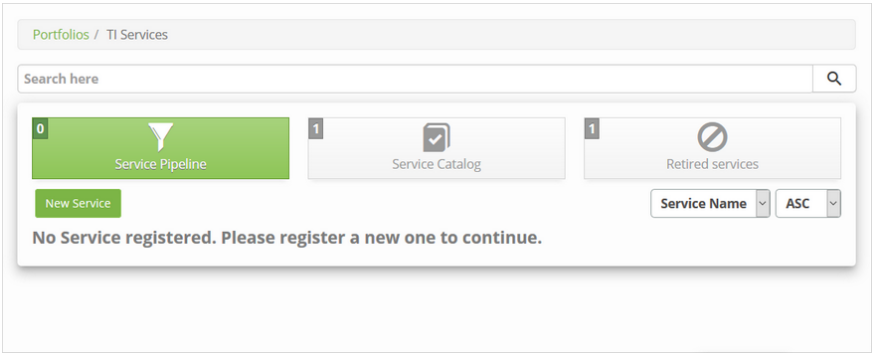 Portfolios / TI Services
Search here
0
Service Pipeline
1
Service Catalog
1
Retired services
New Service
Service Name
ASC
No Service registered. Please register a new one to continue.